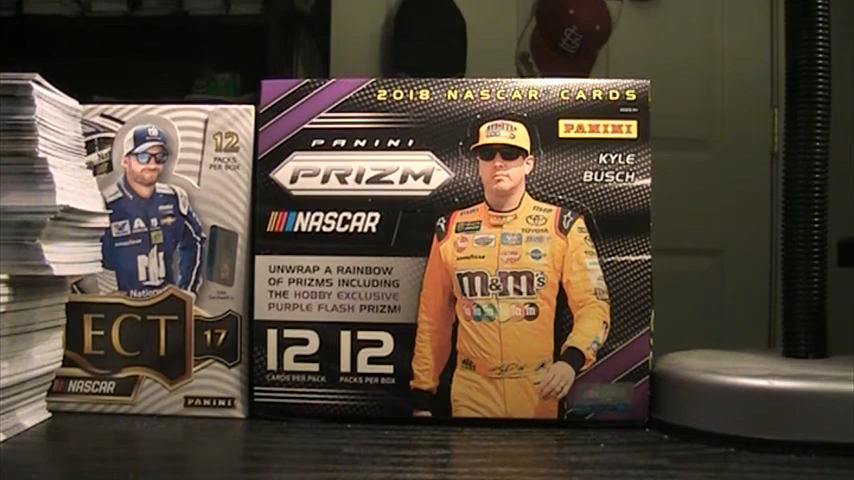 12
PACKS
PER BOX
ECT
17
NASCAR
PANINI
2018 NASCAR CARDS
PANINI
PANINI
PRIZM
KYLE
BUSCH
NASCAR
UNWRAP A RAINBOW
OF PRIZMS INCLUDING
THE HOBBY EXCLUSIVE
PURPLE FLASH PRIZM!
12
CARDS PER PACK
12
PACKS PER BOX
TOYOTA
m&m's